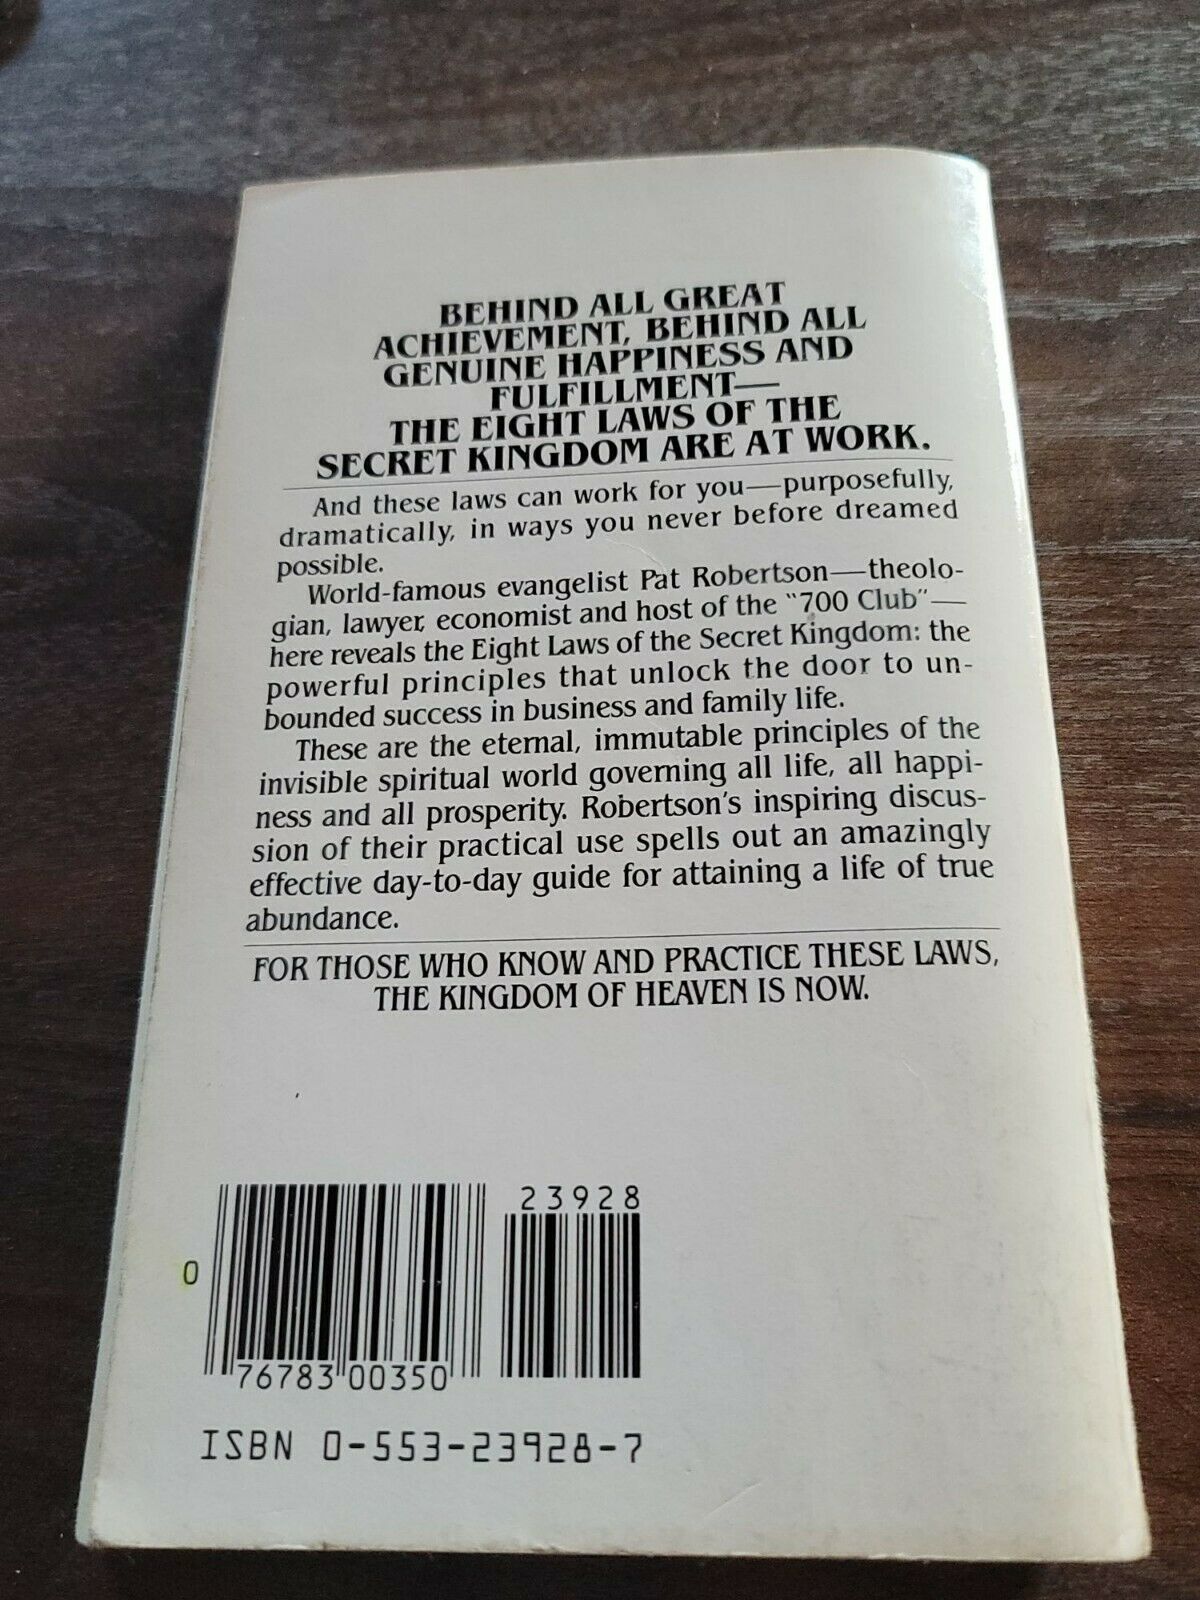 BEHIND ALL GREAT
ACHIEVEMENT, BEHIND ALL
GENUINE HAPPINESS AND
FULFILLMENT—
THE EIGHT LAWS OF THE
SECRET KINGDOM ARE AT WORK.
And these laws can work for you—purposefully,
dramatically, in ways you never before dreamed
possible.
World-famous evangelist Pat Robertson—theolo-
gian, lawyer, economist and host of the "700 Club"—
here reveals the Eight Laws of the Secret Kingdom: the
powerful principles that unlock the door to un-
bounded success in business and family life.
These are the eternal, immutable principles of the
invisible spiritual world governing all life, all happi-
ness and all prosperity. Robertson's inspiring discus-
sion of their practical use spells out an amazingly
effective day-to-day guide for attaining a life of true
abundance.
FOR THOSE WHO KNOW AND PRACTICE THESE LAWS,
THE KINGDOM OF HEAVEN IS NOW.
23928
0
76783 00350
ISBN 0-553-23928-7